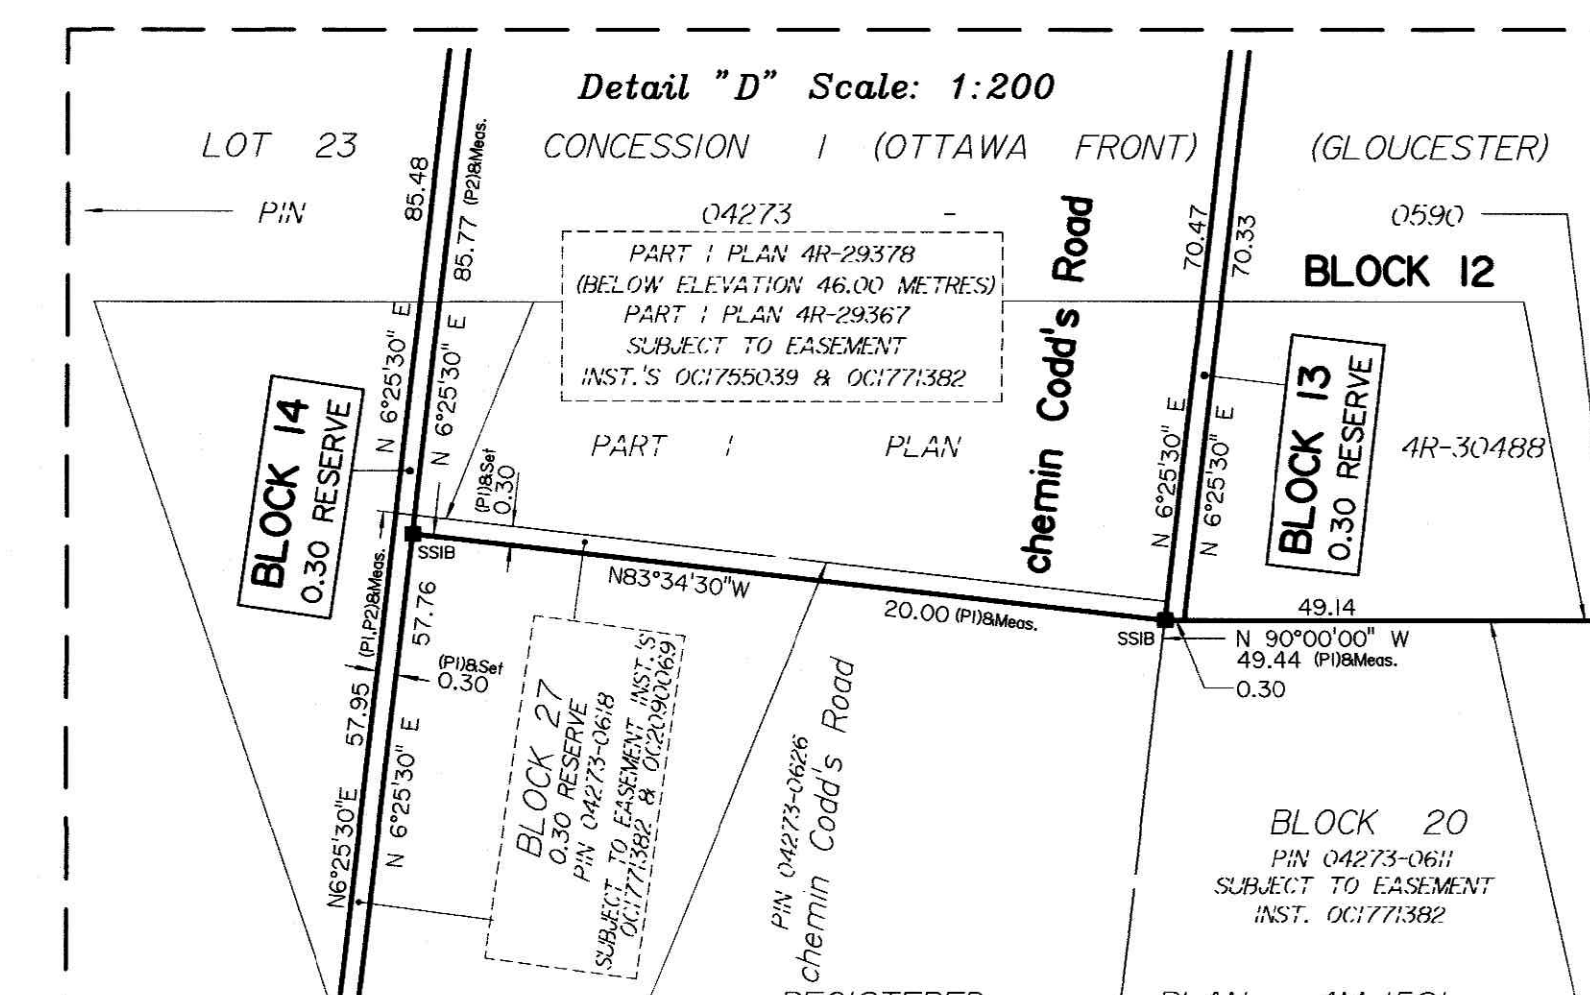 Detail "D" Scale: 1:200
LOT 23 CONCESSION 1 (OTTAWA FRONT) (GLOUCESTER)
PIN 04273 - 0590
PART 1 PLAN 4R-29378
(BELOW ELEVATION 46.00 METRES)
PART 1 PLAN 4R-29367
SUBJECT TO EASEMENT
INST.'S OC1755039 & OC1771382
PART 1 PLAN 4R-30488
85.48
85.77 (P2)&Meas.
N 6°25'30" E
N 6°25'30" E
BLOCK 14
0.30 RESERVE
(P1)&Set
0.30
chemin Codd's Road
70.47
70.33
BLOCK 12
N 6°25'30" E
N 6°25'30" E
BLOCK 13
0.30 RESERVE
SSIB
N83°34'30"W
20.00 (P1)&Meas.
SSIB
49.14
N 90°00'00" W
49.44 (P1)&Meas.
0.30
(P1,P2)&Meas.
57.95
N6°25'30"E
57.76
(P1)&Set
0.30
N 6°25'30" E
BLOCK 27
0.30 RESERVE
PIN 04273-0618
SUBJECT TO EASEMENT INST.'S
OC1771382 & OC2090069
PIN 04273-0626
chemin Codd's Road
BLOCK 20
PIN 04273-0611
SUBJECT TO EASEMENT
INST. OC1771382
REGISTERED PLAN